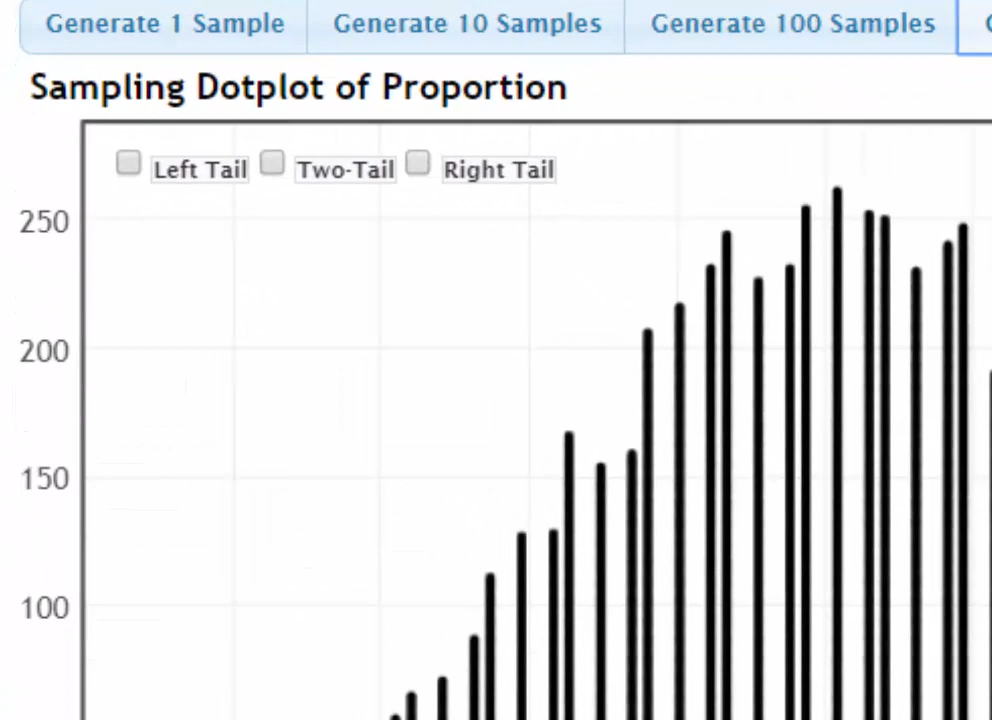 Generate 1 Sample Generate 10 Samples Generate 100 Samples
Sampling Dotplot of Proportion
Left Tail Two-Tail Right Tail
250
200
150
100